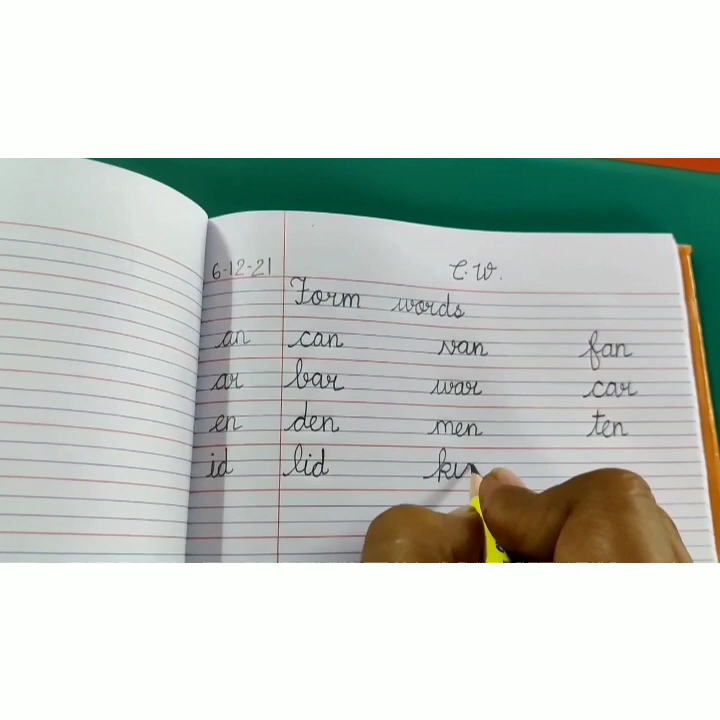 6-12-21 C.W.
Form words
an can van fan
ar bar war car
en den men ten
id lid